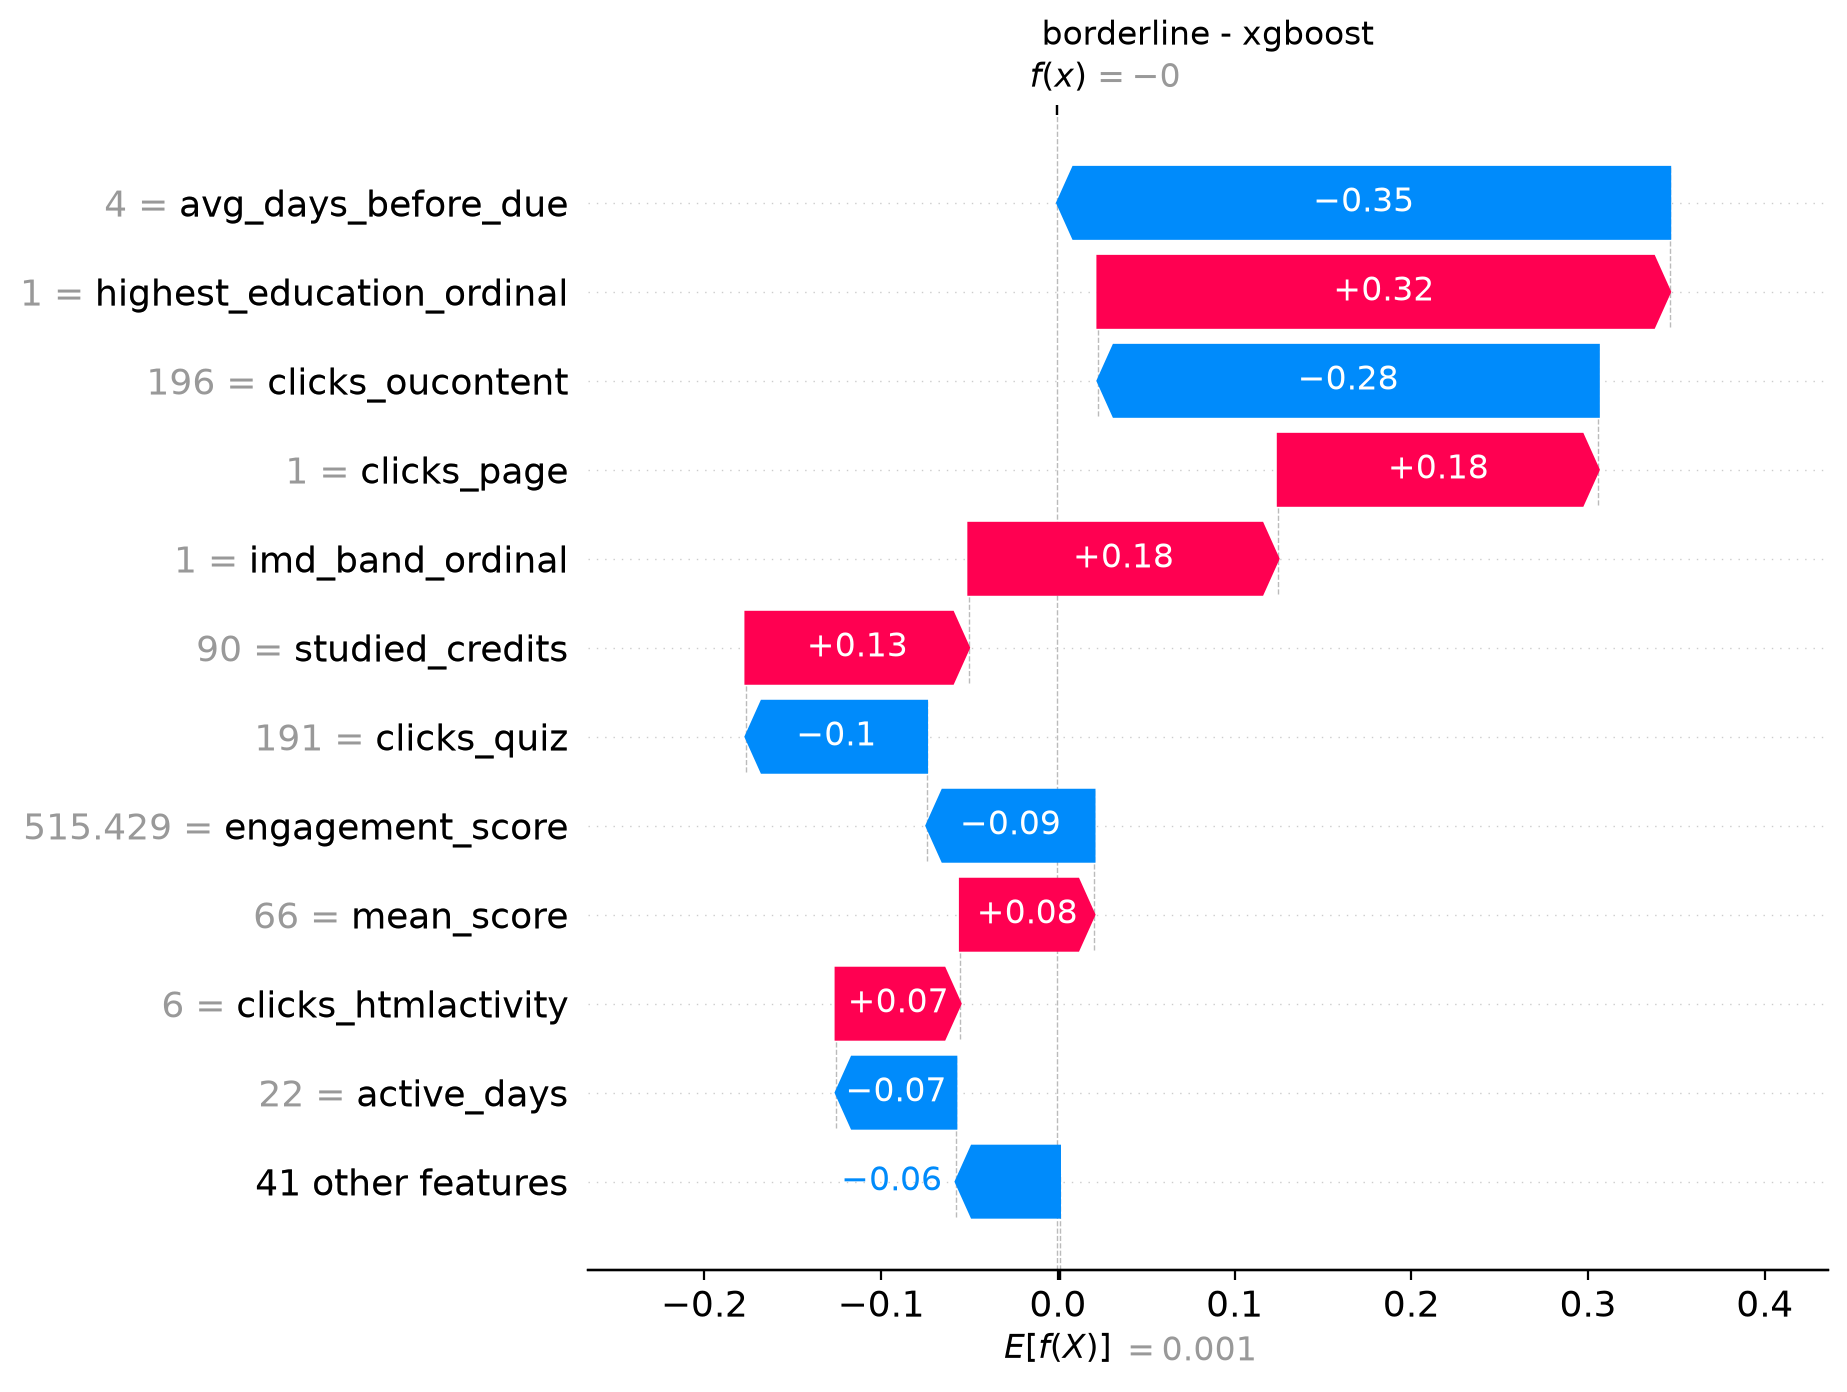 borderline - xgboost
f(x) = −0
4 = avg_days_before_due
−0.35
1 = highest_education_ordinal
+0.32
196 = clicks_oucontent
−0.28
1 = clicks_page
+0.18
1 = imd_band_ordinal
+0.18
90 = studied_credits
+0.13
191 = clicks_quiz
−0.1
515.429 = engagement_score
−0.09
66 = mean_score
+0.08
6 = clicks_htmlactivity
+0.07
22 = active_days
−0.07
41 other features
−0.06
−0.2 −0.1 0.0 0.1 0.2 0.3 0.4
E[f(X)] = 0.001